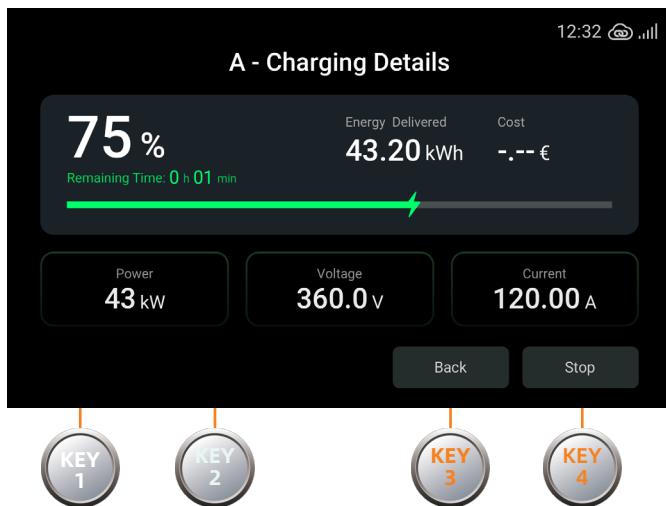 12:32
A - Charging Details
75 %
Remaining Time: 0 h 01 min
Energy Delivered
43.20 kWh
Cost
-.-- €
Power
43 kW
Voltage
360.0 V
Current
120.00 A
Back
Stop
KEY
1
KEY
2
KEY
3
KEY
4